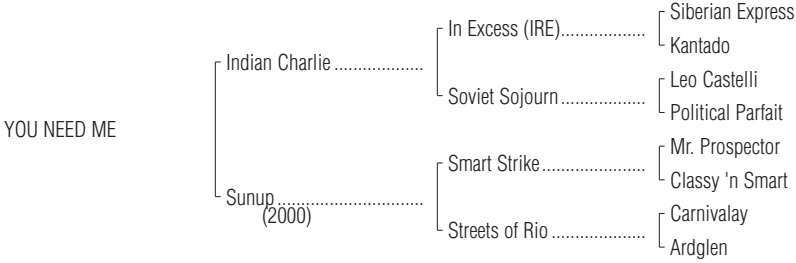 Siberian Express
In Excess (IRE)...................
Kantado
Indian Charlie ...................
Leo Castelli
Soviet Sojourn ...................
Political Parfait
YOU NEED ME
Mr. Prospector
Smart Strike.......................
Classy 'n Smart
Sunup ................................
(2000)
Carnivalay
Streets of Rio .....................
Ardglen